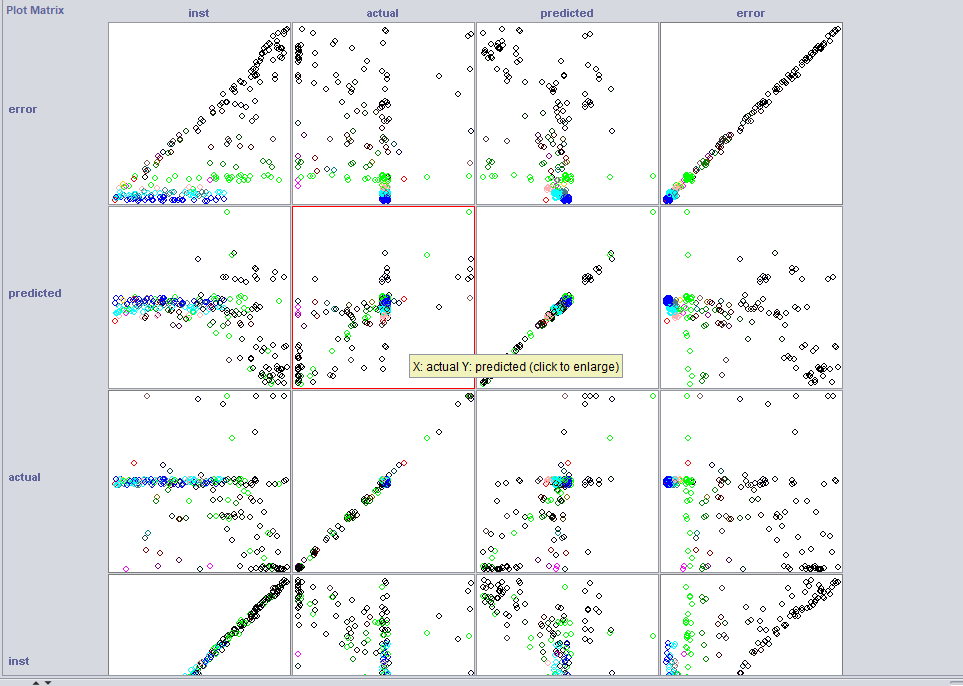 Plot Matrix
inst actual predicted error
error
predicted
X: actual Y: predicted (click to enlarge)
actual
inst